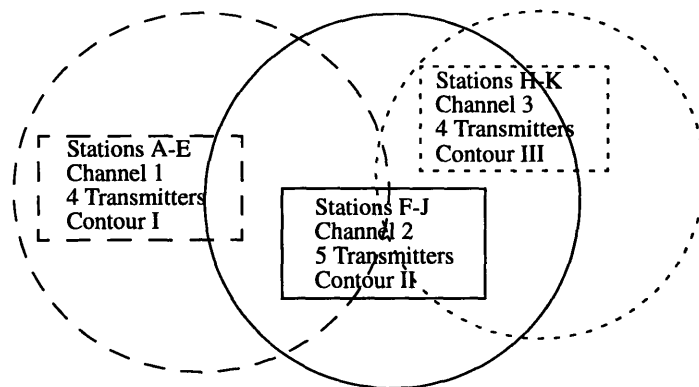 Stations A-E
Channel 1
4 Transmitters
Contour I
Stations F-J
Channel 2
5 Transmitters
Contour II
Stations H-K
Channel 3
4 Transmitters
Contour III